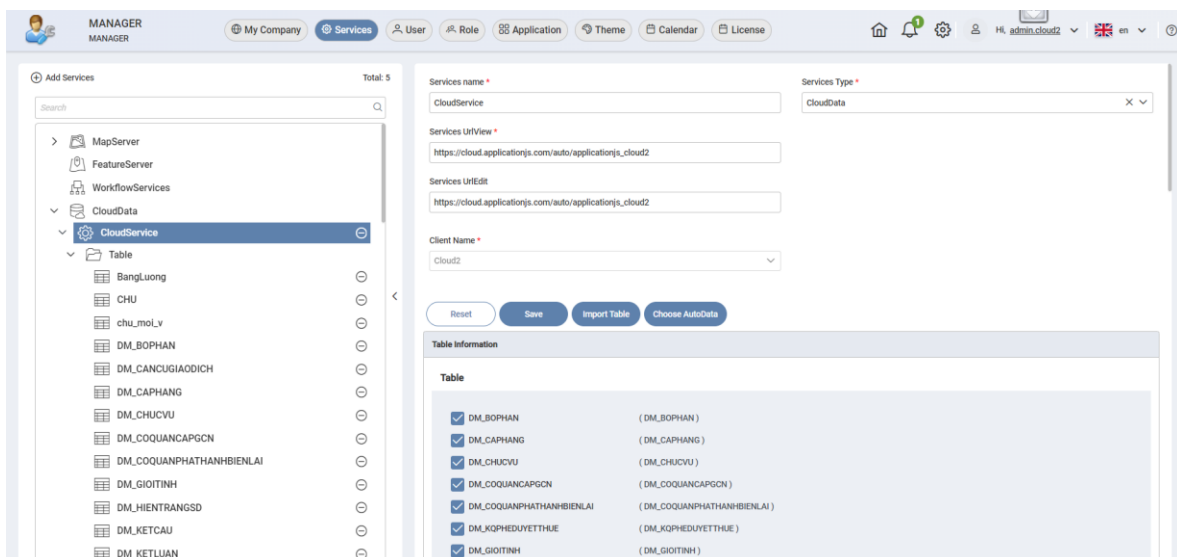 MANAGER
MANAGER
My Company
Services
User
Role
Application
Theme
Calendar
License
1
Hi, admin.cloud2
en
Add Services
Total: 5
Search
MapServer
FeatureServer
WorkflowServices
CloudData
CloudService
Table
BangLuong
CHU
chu_moi_v
DM_BOPHAN
DM_CANCUGIAODICH
DM_CAPHANG
DM_CHUCVU
DM_COQUANCAPGCN
DM_COQUANPHATHANHBIENLAI
DM_GIOITINH
DM_HIENTRANGSD
DM_KETCAU
DM_KETLUAN
Services name *
CloudService
Services Type *
CloudData
Services UrlView *
https://cloud.applicationjs.com/auto/applicationjs_cloud2
Services UrlEdit
https://cloud.applicationjs.com/auto/applicationjs_cloud2
Client Name *
Cloud2
Reset
Save
Import Table
Choose AutoData
Table Information
Table
DM_BOPHAN ( DM_BOPHAN )
DM_CAPHANG ( DM_CAPHANG )
DM_CHUCVU ( DM_CHUCVU )
DM_COQUANCAPGCN ( DM_COQUANCAPGCN )
DM_COQUANPHATHANHBIENLAI ( DM_COQUANPHATHANHBIENLAI )
DM_KQPHEDUYETTHUE ( DM_KQPHEDUYETTHUE )
DM_GIOITINH ( DM_GIOITINH )